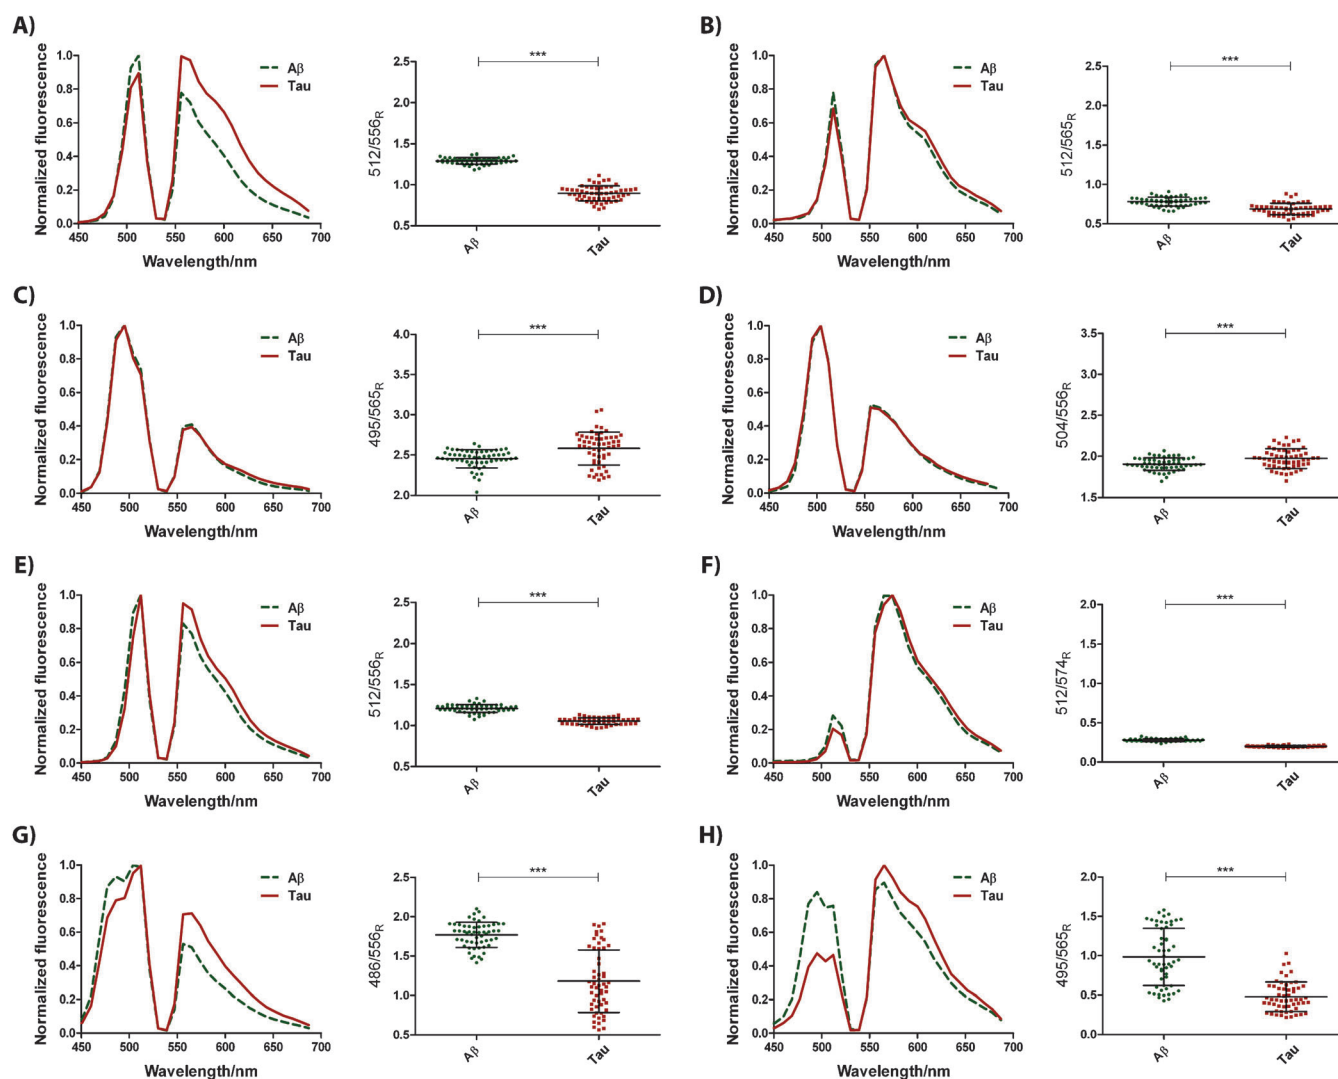 A)
Normalized fluorescence
1.0
0.8
0.6
0.4
0.2
0.0
450 500 550 600 650 700
Wavelength/nm
Aβ
Tau
512/556R
2.5
2.0
1.5
1.0
0.5
***
Aβ
Tau
B)
Normalized fluorescence
1.0
0.8
0.6
0.4
0.2
0.0
450 500 550 600 650 700
Wavelength/nm
Aβ
Tau
512/565R
2.5
2.0
1.5
1.0
0.5
***
Aβ
Tau
C)
Normalized fluorescence
1.0
0.8
0.6
0.4
0.2
0.0
450 500 550 600 650 700
Wavelength/nm
Aβ
Tau
495/565R
4.0
3.5
3.0
2.5
2.0
***
Aβ
Tau
D)
Normalized fluorescence
1.0
0.8
0.6
0.4
0.2
0.0
450 500 550 600 650 700
Wavelength/nm
Aβ
Tau
504/556R
3.5
3.0
2.5
2.0
1.5
***
Aβ
Tau
E)
Normalized fluorescence
1.0
0.8
0.6
0.4
0.2
0.0
450 500 550 600 650 700
Wavelength/nm
Aβ
Tau
512/556R
2.5
2.0
1.5
1.0
0.5
***
Aβ
Tau
F)
Normalized fluorescence
1.0
0.8
0.6
0.4
0.2
0.0
450 500 550 600 650 700
Wavelength/nm
Aβ
Tau
512/574R
2.0
1.5
1.0
0.5
0.0
***
Aβ
Tau
G)
Normalized fluorescence
1.0
0.8
0.6
0.4
0.2
0.0
450 500 550 600 650 700
Wavelength/nm
Aβ
Tau
486/556R
2.5
2.0
1.5
1.0
0.5
***
Aβ
Tau
H)
Normalized fluorescence
1.0
0.8
0.6
0.4
0.2
0.0
450 500 550 600 650 700
Wavelength/nm
Aβ
Tau
495/565R
2.0
1.5
1.0
0.5
0.0
***
Aβ
Tau